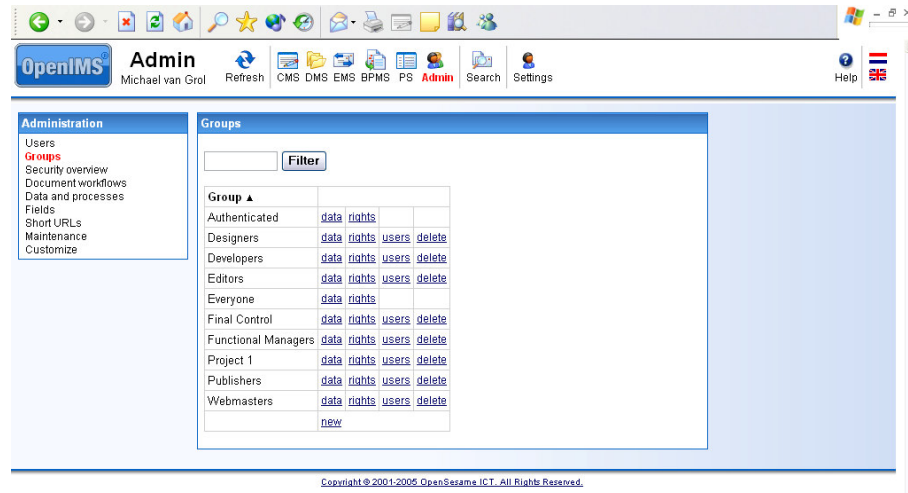 OpenIMS®
Admin
Michael van Grol
Refresh
CMS DMS EMS BPMS PS Admin
Search
Settings
Help
Administration
Users
Groups
Security overview
Document workflows
Data and processes
Fields
Short URLs
Maintenance
Customize
Groups
Filter
Group ▲
Authenticated data rights
Designers data rights users delete
Developers data rights users delete
Editors data rights users delete
Everyone data rights
Final Control data rights users delete
Functional Managers data rights users delete
Project 1 data rights users delete
Publishers data rights users delete
Webmasters data rights users delete
new
Copyright © 2001-2005 OpenSesame ICT. All Rights Reserved.